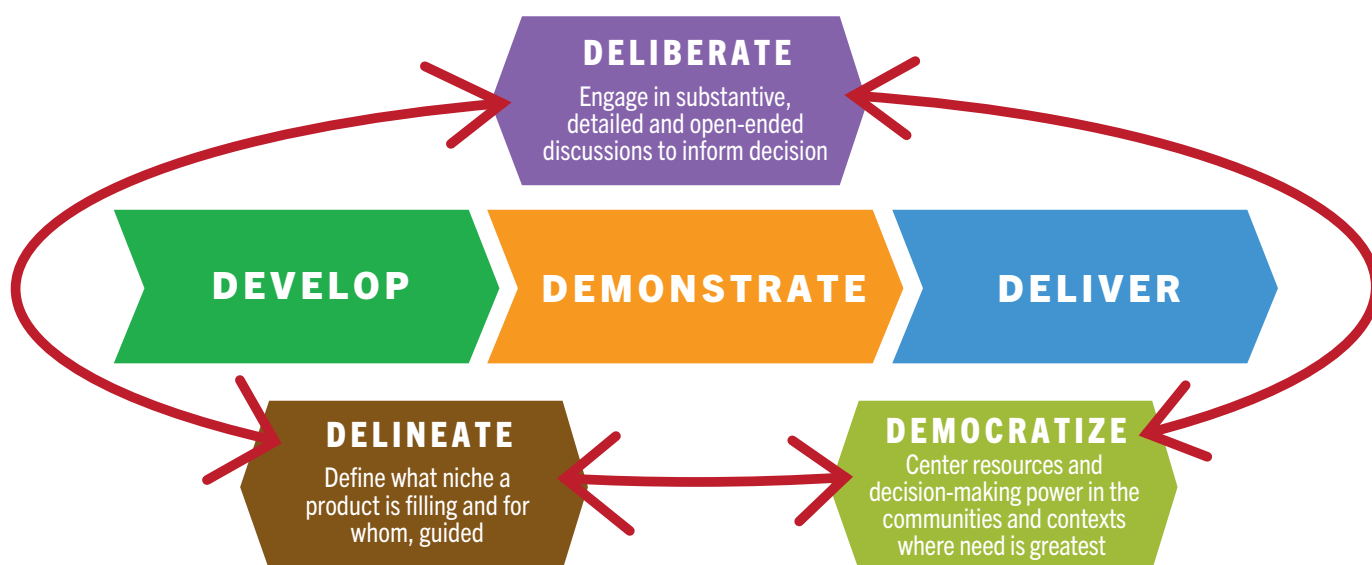 DELIBERATE
Engage in substantive,
detailed and open-ended
discussions to inform decision
DEVELOP
DEMONSTRATE
DELIVER
DELINEATE
Define what niche a
product is filling and for
whom, guided
DEMOCRATIZE
Center resources and
decision-making power in the
communities and contexts
where need is greatest